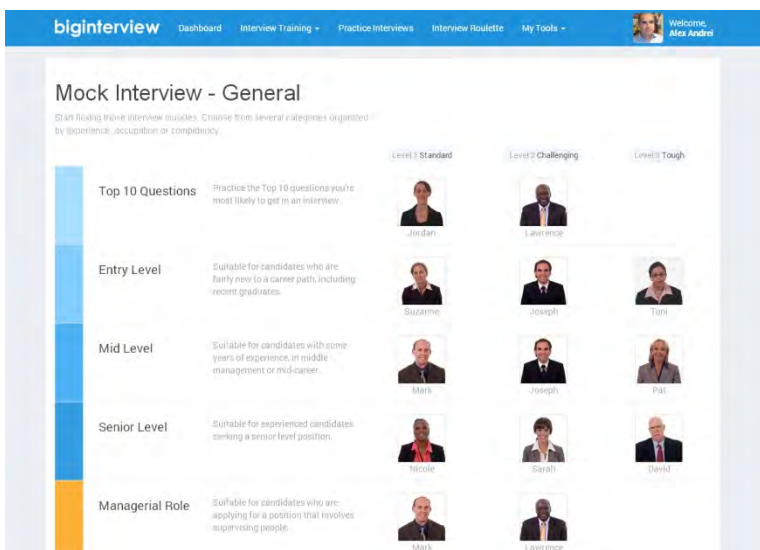 biginterview Dashboard Interview Training Practice Interviews Interview Roulette My Tools Welcome,
Alex Andrei
Mock Interview - General
Start flexing those interview muscles. Choose from several categories organized
by experience, occupation or competency.
Level 1 Standard Level 2 Challenging Level 3 Tough
Top 10 Questions Practice the Top 10 questions you're
most likely to get in an interview.
Jordan Lawrence
Entry Level Suitable for candidates who are
fairly new to a career path, including
recent graduates.
Suzanne Joseph Toni
Mid Level Suitable for candidates with some
years of experience, in middle
management or mid-career.
Mark Joseph Pat
Senior Level Suitable for experienced candidates
seeking a senior level position.
Nicole Sarah David
Managerial Role Suitable for candidates who are
applying for a position that involves
supervising people.
Mark Lawrence